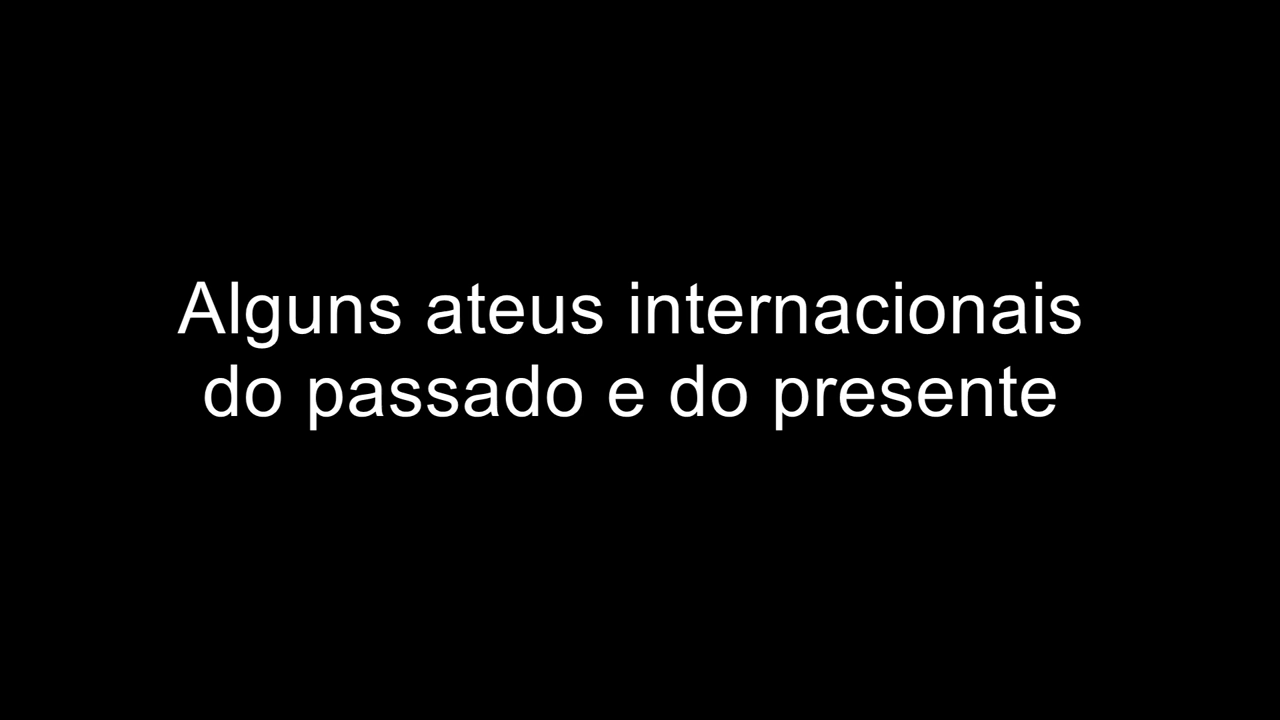 Alguns ateus internacionais
do passado e do presente